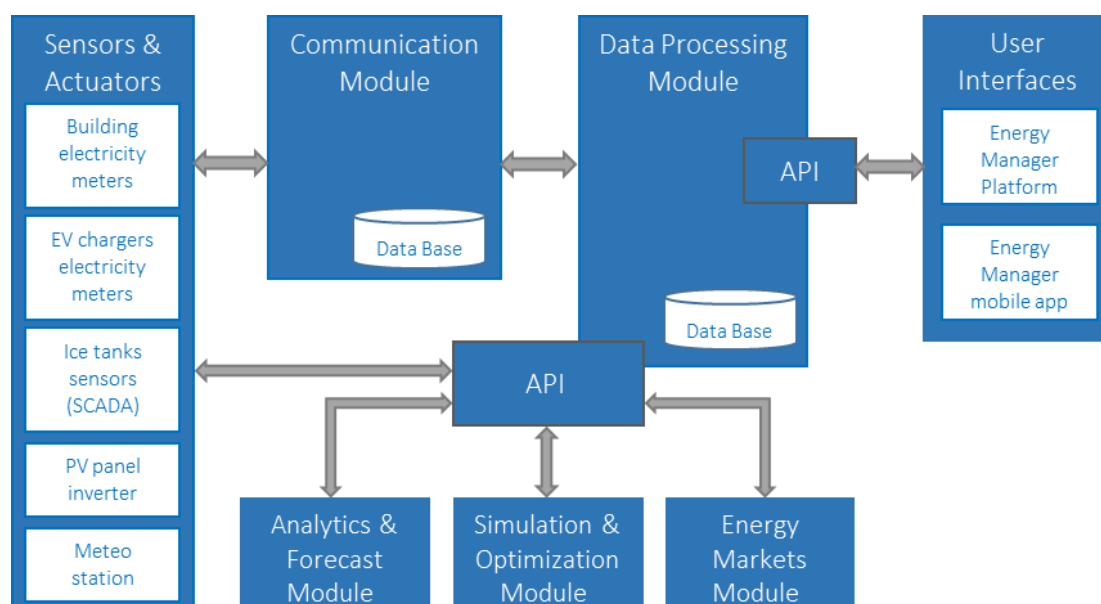 Sensors &
Actuators
Building
electricity
meters
EV chargers
electricity
meters
Ice tanks
sensors
(SCADA)
PV panel
inverter
Meteo
station
Communication
Module
Data Base
Data Processing
Module
API
Data Base
API
User
Interfaces
Energy
Manager
Platform
Energy
Manager
mobile app
Analytics &
Forecast
Module
Simulation &
Optimization
Module
Energy
Markets
Module